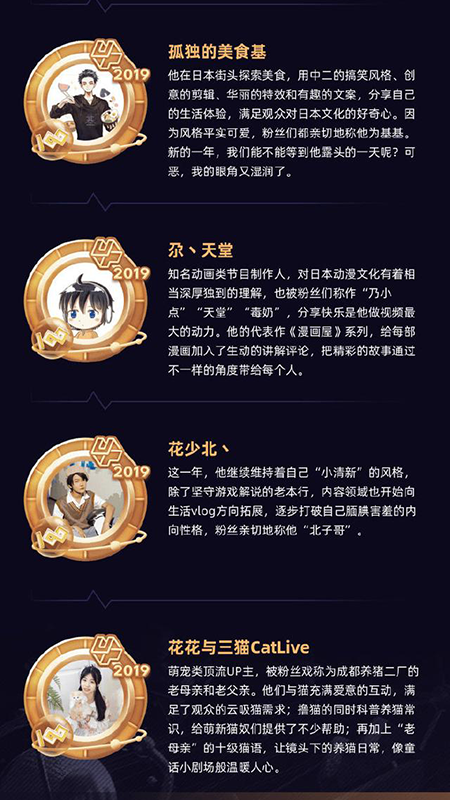 2019
孤独的美食基
他在日本街头探索美食，用中二的搞笑风格、创
意的剪辑、华丽的特效和有趣的文案，分享自己
的生活体验，满足观众对日本文化的好奇心。因
为风格平实可爱，粉丝们都亲切地称他为基基。
新的一年，我们能不能等到他露头的一天呢？可
恶，我的眼角又湿润了。
100
2019
尕丶天堂
知名动画类节目制作人，对日本动漫文化有着相
当深厚独到的理解，也被粉丝们称作“乃小
点”“天堂”“毒奶”，分享快乐是他做视频最
大的动力。他的代表作《漫画屋》系列，给每部
漫画加入了生动的讲解评论，把精彩的故事通过
不一样的角度带给每个人。
100
2019
花少北丶
这一年，他继续维持着自己“小清新”的风格，
除了坚守游戏解说的老本行，内容领域也开始向
生活vlog方向拓展，逐步打破自己腼腆害羞的内
向性格，粉丝亲切地称他“北子哥”。
100
2019
花花与三猫CatLive
萌宠类顶流UP主，被粉丝戏称为成都养猪二厂的
老母亲和老父亲。他们与猫充满爱意的互动，满
足了观众的云吸猫需求；撸猫的同时科普养猫常
识，给萌新猫奴们提供了不少帮助；再加上“老
母亲”的十级猫语，让镜头下的养猫日常，像童
话小剧场般温暖人心。
100